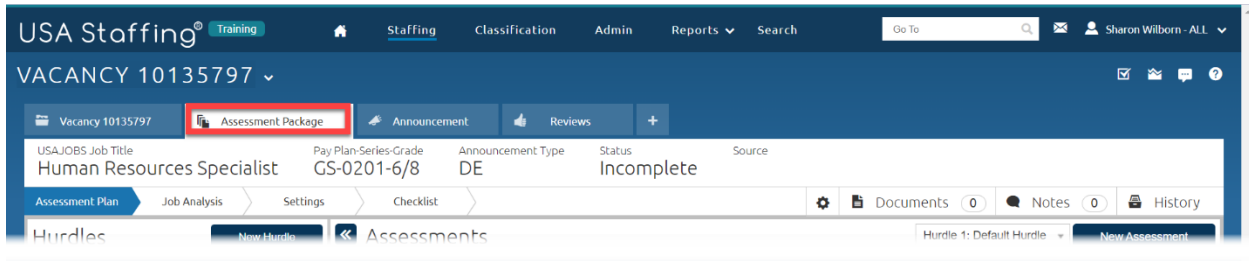 USA Staffing® Training Staffing Classification Admin Reports Search Go To Sharon Wilborn - ALL
VACANCY 10135797
Vacancy 10135797 Assessment Package Announcement Reviews +
USAJOBS Job Title Pay Plan-Series-Grade Announcement Type Status Source
Human Resources Specialist GS-0201-6/8 DE Incomplete
Assessment Plan Job Analysis Settings Checklist Documents 0 Notes 0 History
Hurdles New Hurdle Assessments Hurdle 1: Default Hurdle New Assessment